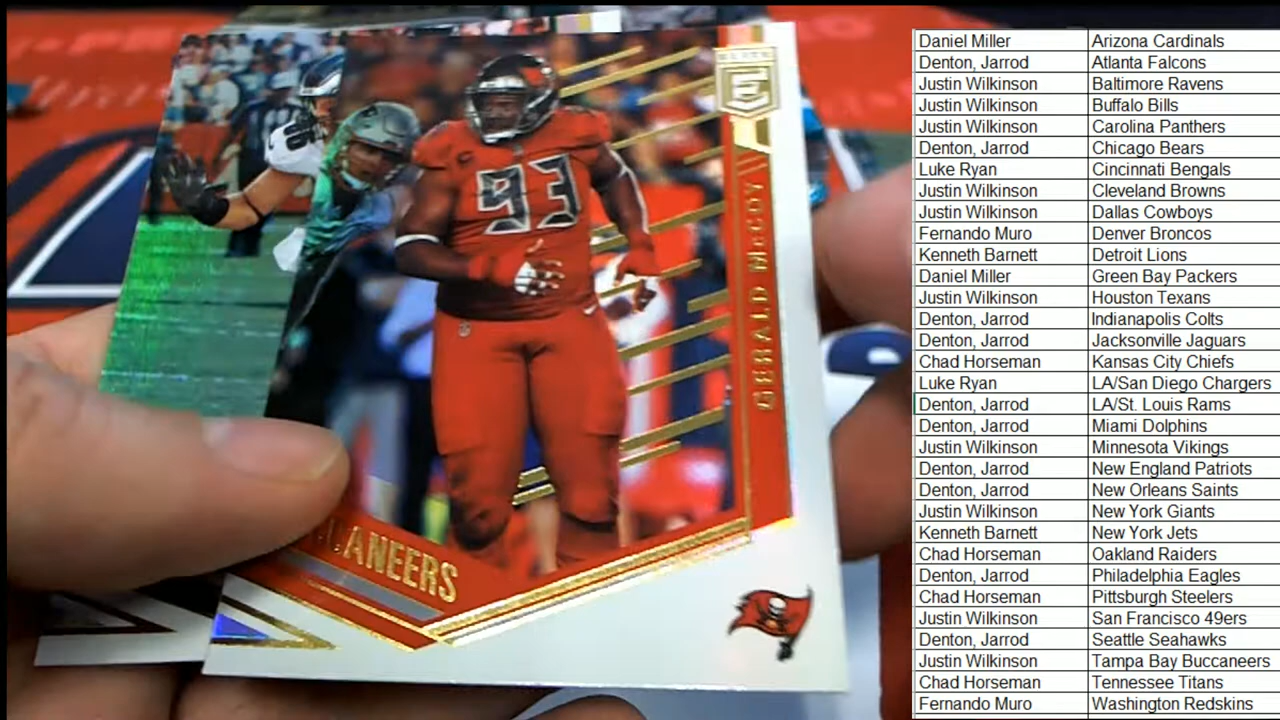 ELITE
E
93
GERALD McCOY
CANEERS
Daniel Miller Arizona Cardinals
Denton, Jarrod Atlanta Falcons
Justin Wilkinson Baltimore Ravens
Justin Wilkinson Buffalo Bills
Justin Wilkinson Carolina Panthers
Denton, Jarrod Chicago Bears
Luke Ryan Cincinnati Bengals
Justin Wilkinson Cleveland Browns
Justin Wilkinson Dallas Cowboys
Fernando Muro Denver Broncos
Kenneth Barnett Detroit Lions
Daniel Miller Green Bay Packers
Justin Wilkinson Houston Texans
Denton, Jarrod Indianapolis Colts
Denton, Jarrod Jacksonville Jaguars
Chad Horseman Kansas City Chiefs
Luke Ryan LA/San Diego Chargers
Denton, Jarrod LA/St. Louis Rams
Denton, Jarrod Miami Dolphins
Justin Wilkinson Minnesota Vikings
Denton, Jarrod New England Patriots
Denton, Jarrod New Orleans Saints
Justin Wilkinson New York Giants
Kenneth Barnett New York Jets
Chad Horseman Oakland Raiders
Denton, Jarrod Philadelphia Eagles
Chad Horseman Pittsburgh Steelers
Justin Wilkinson San Francisco 49ers
Denton, Jarrod Seattle Seahawks
Justin Wilkinson Tampa Bay Buccaneers
Chad Horseman Tennessee Titans
Fernando Muro Washington Redskins